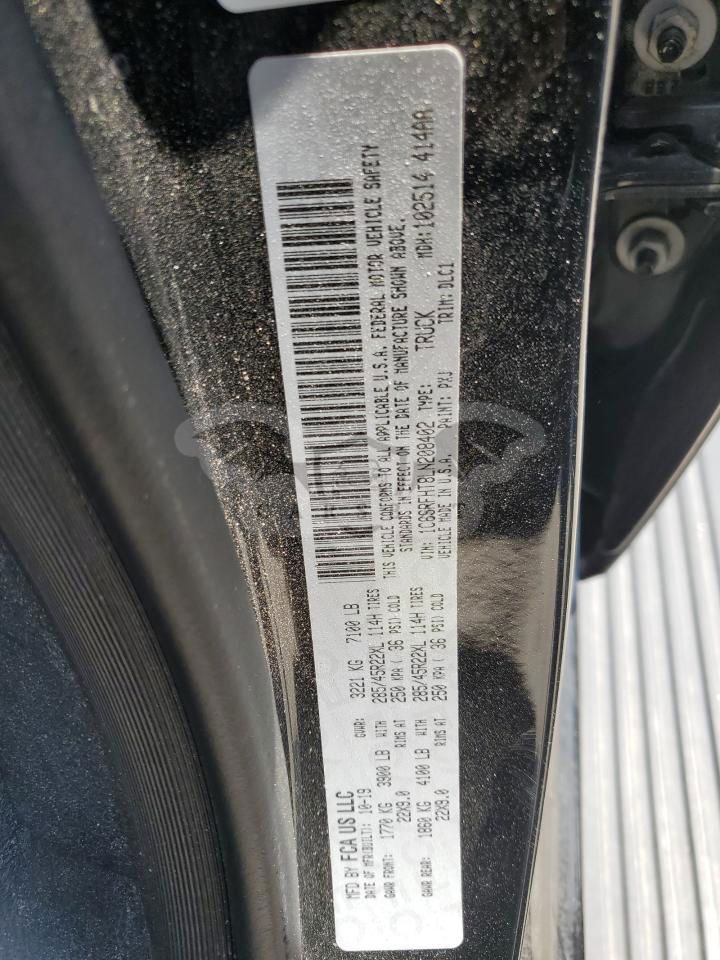 MFD BY FCA US LLC
DATE OF MFR(BUILT): 10-19 GVWR: 3221 KG 7100 LB
GAWR FRONT: 1770 KG 3900 LB WITH 285/45R22XL 114H TIRES
22X9.0 RIMS AT 250 KPA ( 36 PSI) COLD
GAWR REAR: 1860 KG 4100 LB WITH 285/45R22XL 114H TIRES
22X9.0 RIMS AT 250 KPA ( 36 PSI) COLD
THIS VEHICLE CONFORMS TO ALL APPLICABLE U.S.A. FEDERAL MOTOR VEHICLE SAFETY
STANDARDS IN EFFECT ON THE DATE OF MANUFACTURE SHOWN ABOVE.
VIN: 1C6SRFHT8LN208402 TYPE: TRUCK MDH: 102514 414AA
VEHICLE MADE IN U.S.A. PAINT: PXJ TRIM: DLC1